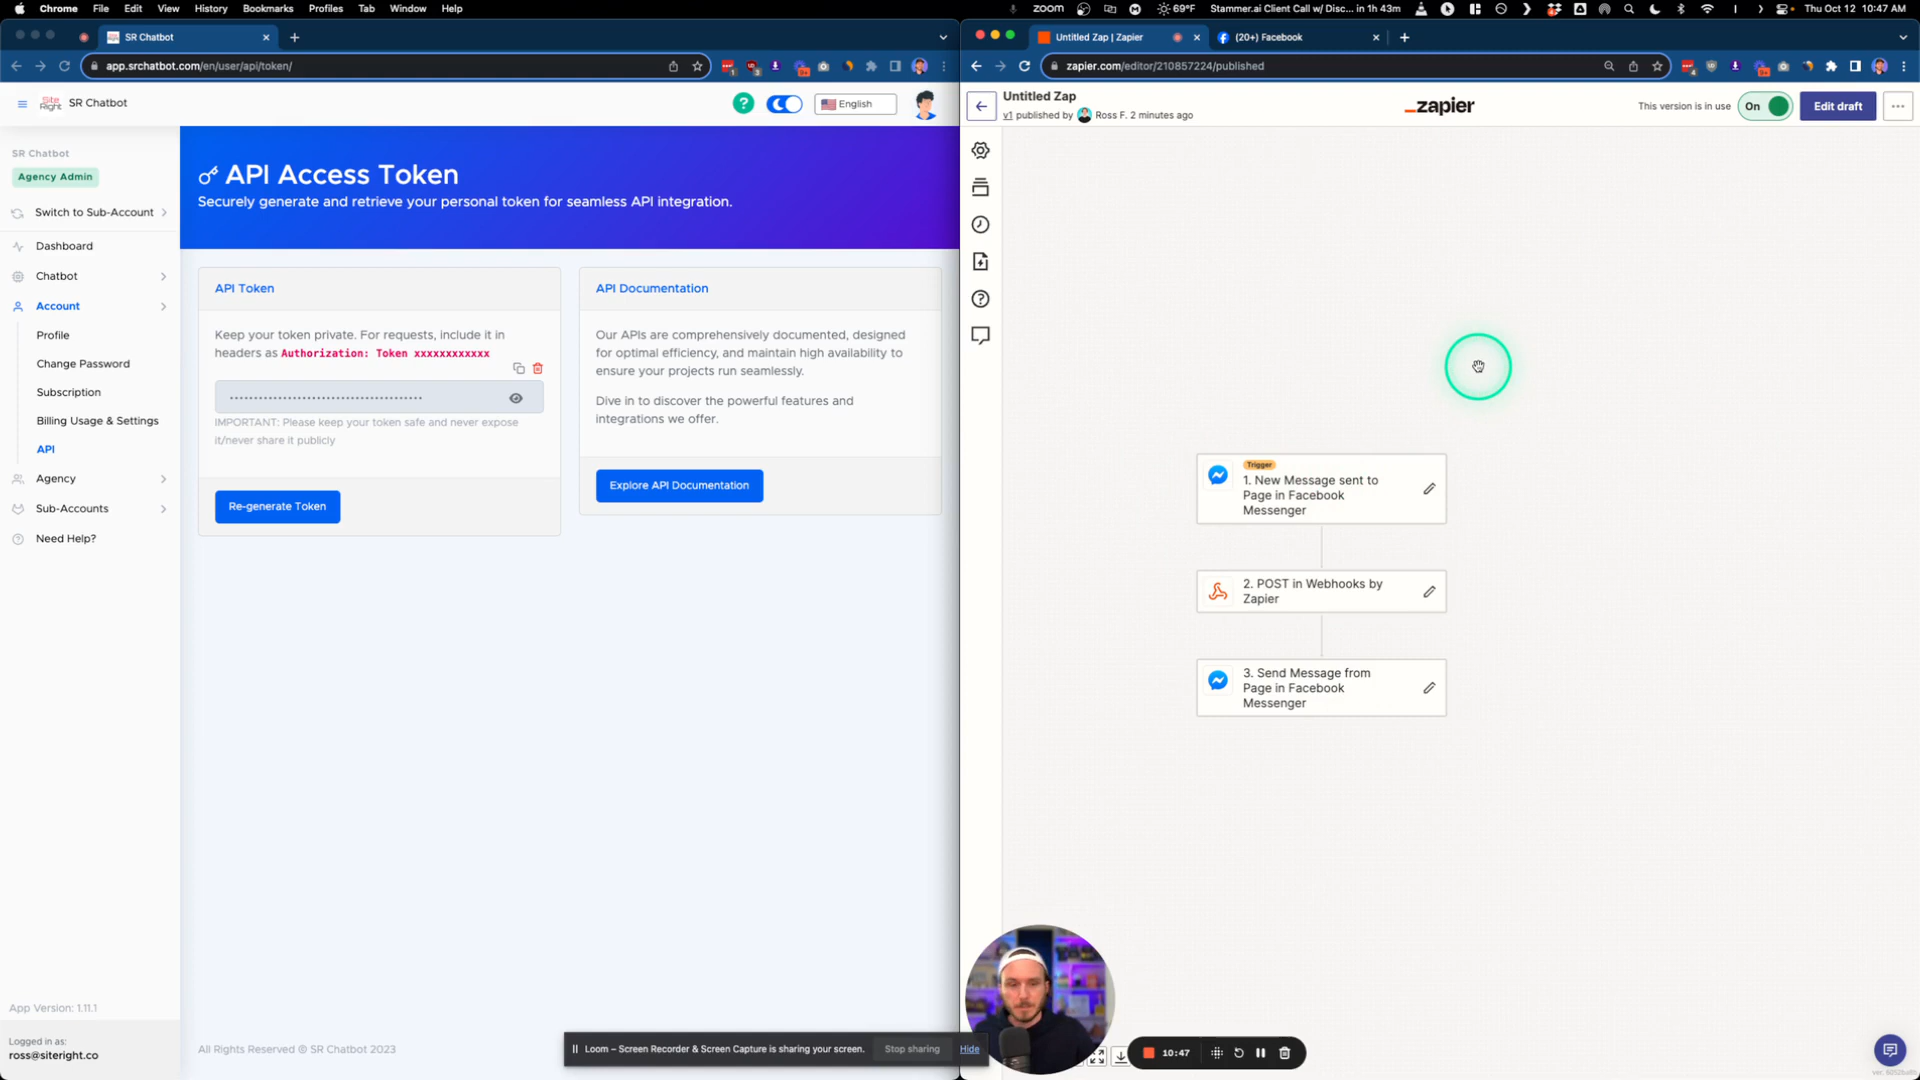 Chrome File Edit View History Bookmarks Profiles Tab Window Help
zoom 69°F Stammer.ai Client Call w/ Disc... in 1h 43m Thu Oct 12 10:47 AM
SR Chatbot
app.srchatbot.com/en/user/api/token/
Site Right SR Chatbot
English
SR Chatbot
Agency Admin
Switch to Sub-Account
Dashboard
Chatbot
Account
Profile
Change Password
Subscription
Billing Usage & Settings
API
Agency
Sub-Accounts
Need Help?
App Version: 1.11.1
Logged in as:
ross@siteright.co
API Access Token
Securely generate and retrieve your personal token for seamless API integration.
API Token
Keep your token private. For requests, include it in
headers as Authorization: Token xxxxxxxxxxxx
IMPORTANT: Please keep your token safe and never expose
it/never share it publicly
Re-generate Token
API Documentation
Our APIs are comprehensively documented, designed
for optimal efficiency, and maintain high availability to
ensure your projects run seamlessly.
Dive in to discover the powerful features and
integrations we offer.
Explore API Documentation
All Rights Reserved © SR Chatbot 2023
Untitled Zap | Zapier
(20+) Facebook
zapier.com/editor/210857224/published
Untitled Zap
v1 published by Ross F. 2 minutes ago
_zapier
This version is in use On Edit draft
Trigger
1. New Message sent to
Page in Facebook
Messenger
2. POST in Webhooks by
Zapier
3. Send Message from
Page in Facebook
Messenger
Loom – Screen Recorder & Screen Capture is sharing your screen. Stop sharing Hide
10:47